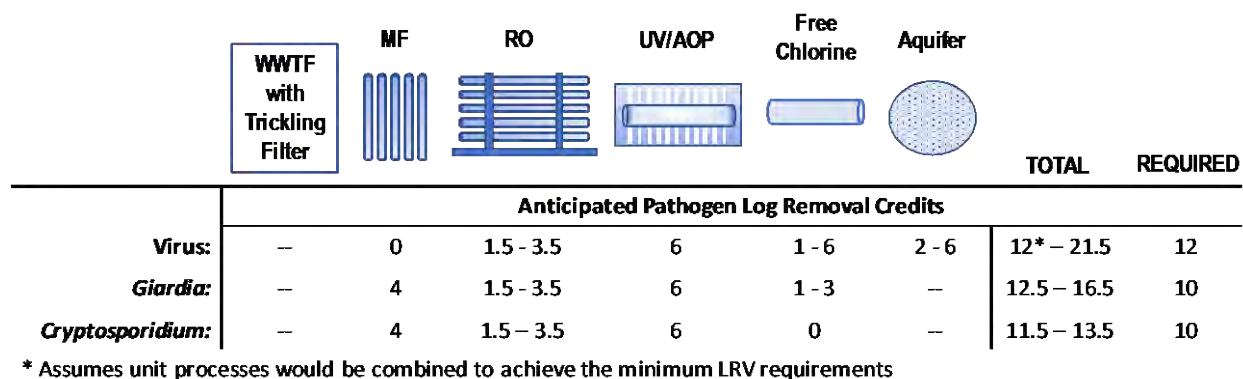 WWTF
with
Trickling
Filter
MF
RO
UV/AOP
Free
Chlorine
Aquifer
TOTAL
REQUIRED
Anticipated Pathogen Log Removal Credits
Virus: -- 0 1.5 - 3.5 6 1 - 6 2 - 6 12* – 21.5 12
Giardia: -- 4 1.5 - 3.5 6 1 - 3 -- 12.5 – 16.5 10
Cryptosporidium: -- 4 1.5 – 3.5 6 0 -- 11.5 – 13.5 10
* Assumes unit processes would be combined to achieve the minimum LRV requirements